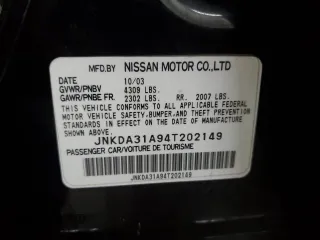 MFD.BY NISSAN MOTOR CO.,LTD
DATE 10/03
GVWR/PNBV 4309 LBS.
GAWR/PNBE FR. 2302 LBS. RR. 2007 LBS.
THIS VEHICLE CONFORMS TO ALL APPLICABLE FEDERAL
MOTOR VEHICLE SAFETY,BUMPER,AND THEFT PREVENTION
STANDARDS IN EFFECT ON THE DATE OF
MANUFACTURE SHOWN ABOVE.
JNKDA31A94T202149
PASSENGER CAR/VOITURE DE TOURISME
JNKDA31A94T202149